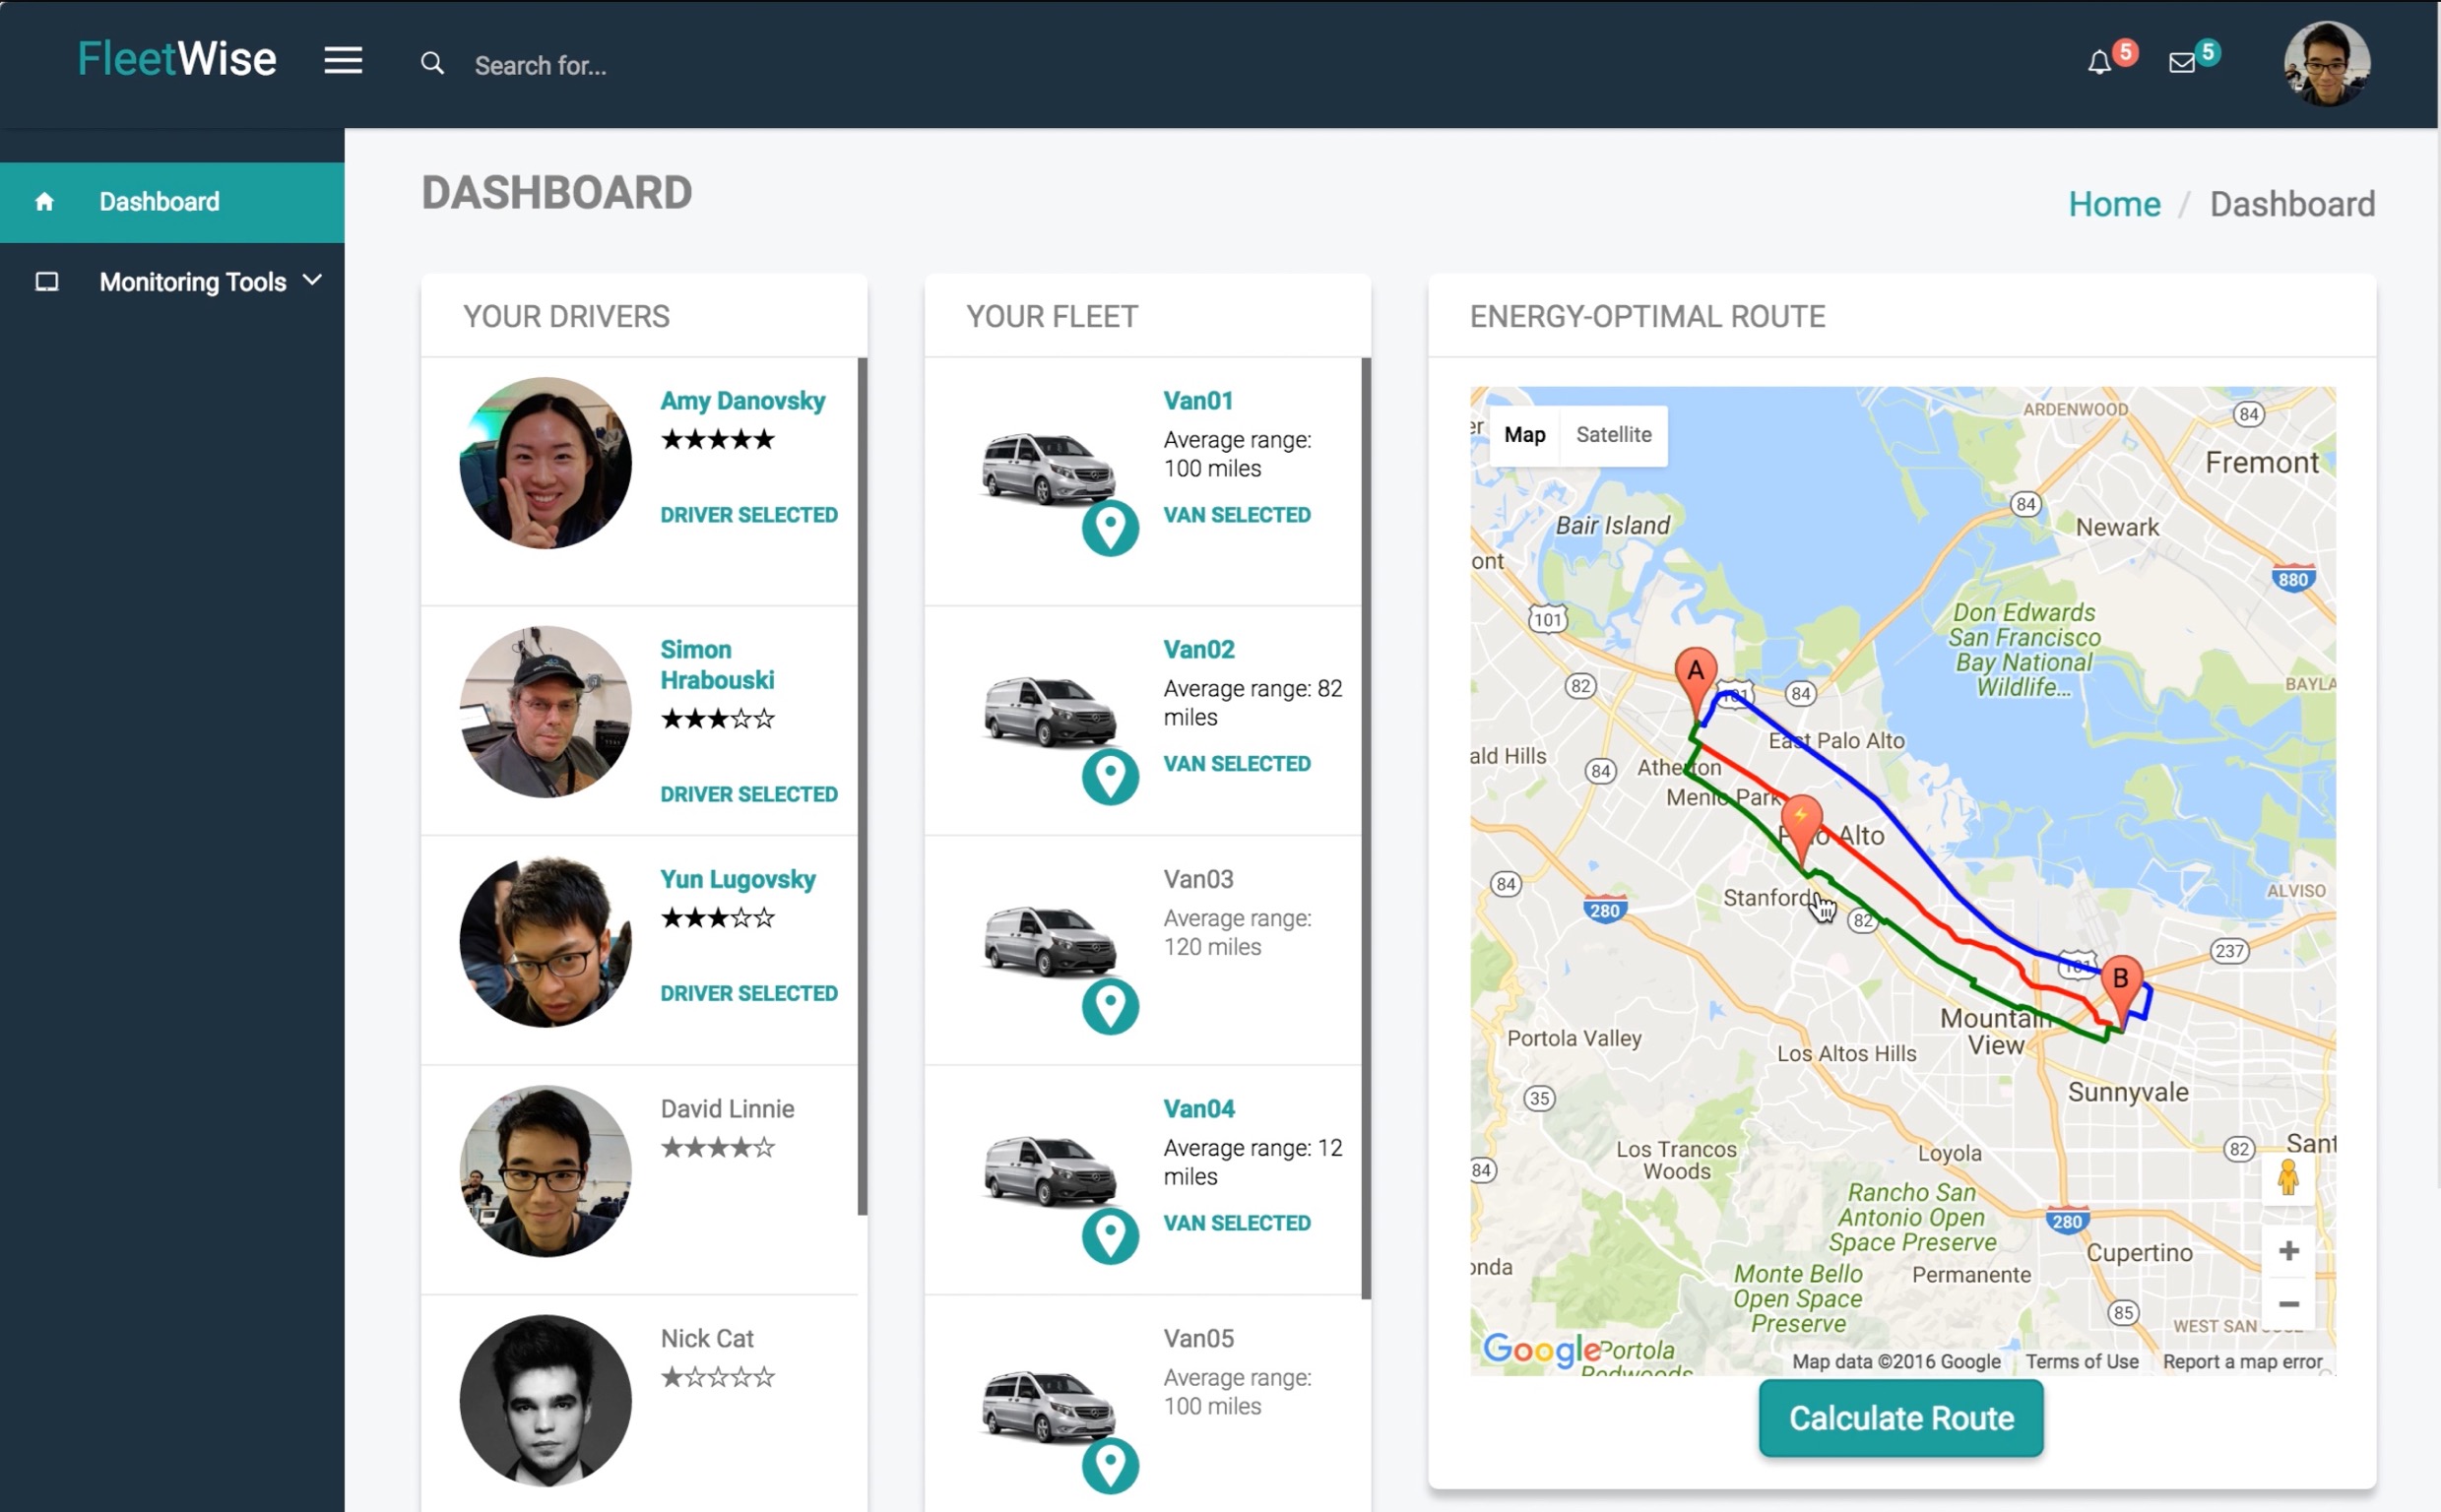 FleetWise
Search for...
5
5
Dashboard
Monitoring Tools
DASHBOARD
Home / Dashboard
YOUR DRIVERS
Amy Danovsky
★★★★★
DRIVER SELECTED
Simon
Hrabouski
★★★☆☆
DRIVER SELECTED
Yun Lugovsky
★★★☆☆
DRIVER SELECTED
David Linnie
★★★★☆
Nick Cat
★☆☆☆☆
YOUR FLEET
Van01
Average range:
100 miles
VAN SELECTED
Van02
Average range: 82
miles
VAN SELECTED
Van03
Average range:
120 miles
Van04
Average range: 12
miles
VAN SELECTED
Van05
Average range:
100 miles
ENERGY-OPTIMAL ROUTE
Map Satellite
ARDENWOOD
84
Fremont
84
Bair Island
Newark
ont
880
101
Don Edwards
San Francisco
Bay National
Wildlife...
A
82
101
84
BAYLA
East Palo Alto
ald Hills
84
Atherton
Menlo Park
Palo Alto
84
Stanford
ALVISO
280
82
237
101
B
Mountain
View
Portola Valley
Los Altos Hills
Sunnyvale
35
Los Trancos
Woods
Loyola
82
Sant
84
Rancho San
Antonio Open
Space Preserve
280
Cupertino
onda
Monte Bello
Open Space
Preserve
Permanente
85
WEST SAN JOSE
Google
Portola
Redwoods
Map data ©2016 Google
Terms of Use
Report a map error
Calculate Route